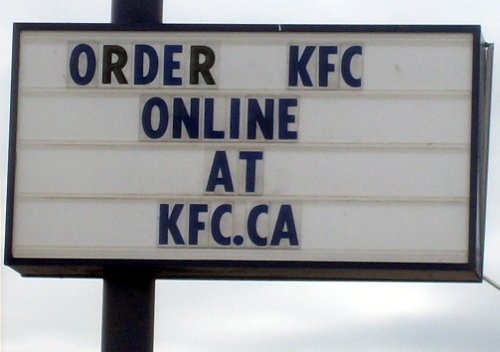 ORDER KFC
ONLINE
AT
KFC.CA